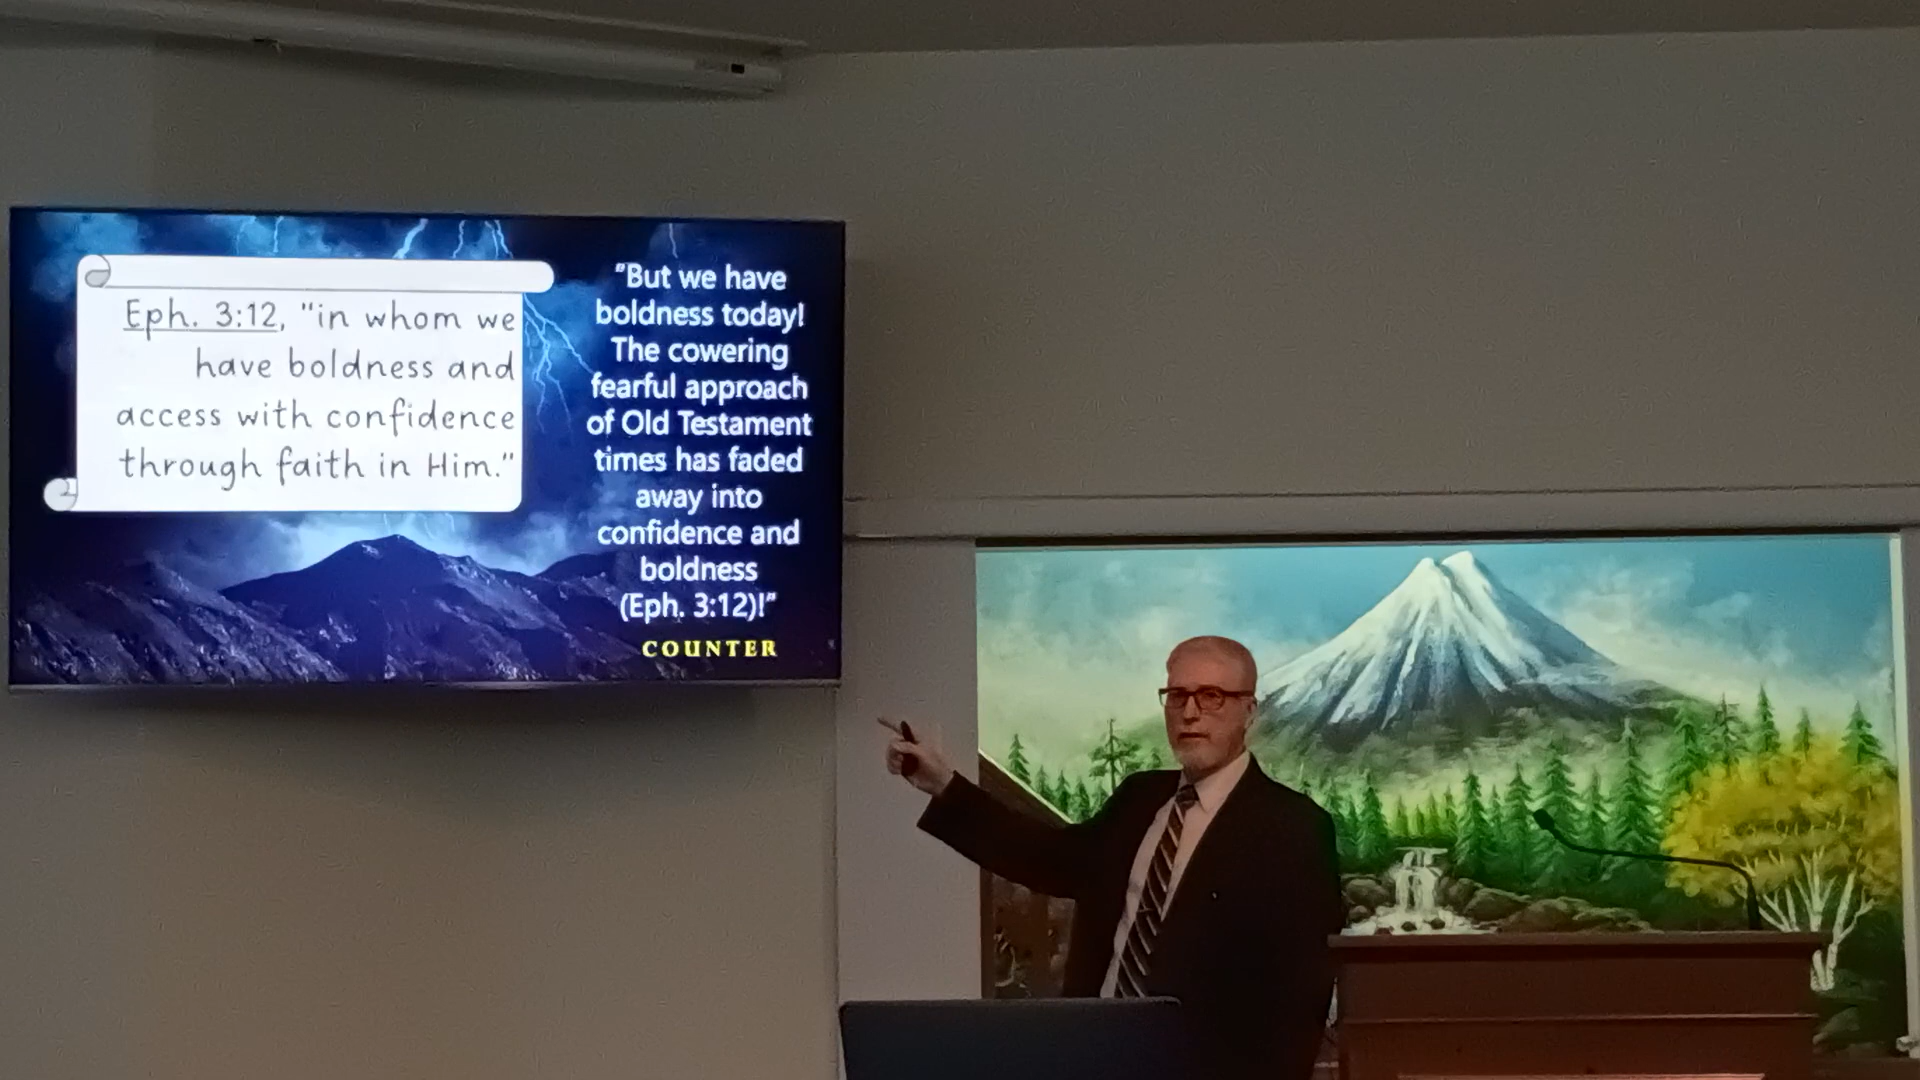 Eph. 3:12, "in whom we
have boldness and
access with confidence
through faith in Him."
"But we have
boldness today!
The cowering
fearful approach
of Old Testament
times has faded
away into
confidence and
boldness
(Eph. 3:12)!"
COUNTER